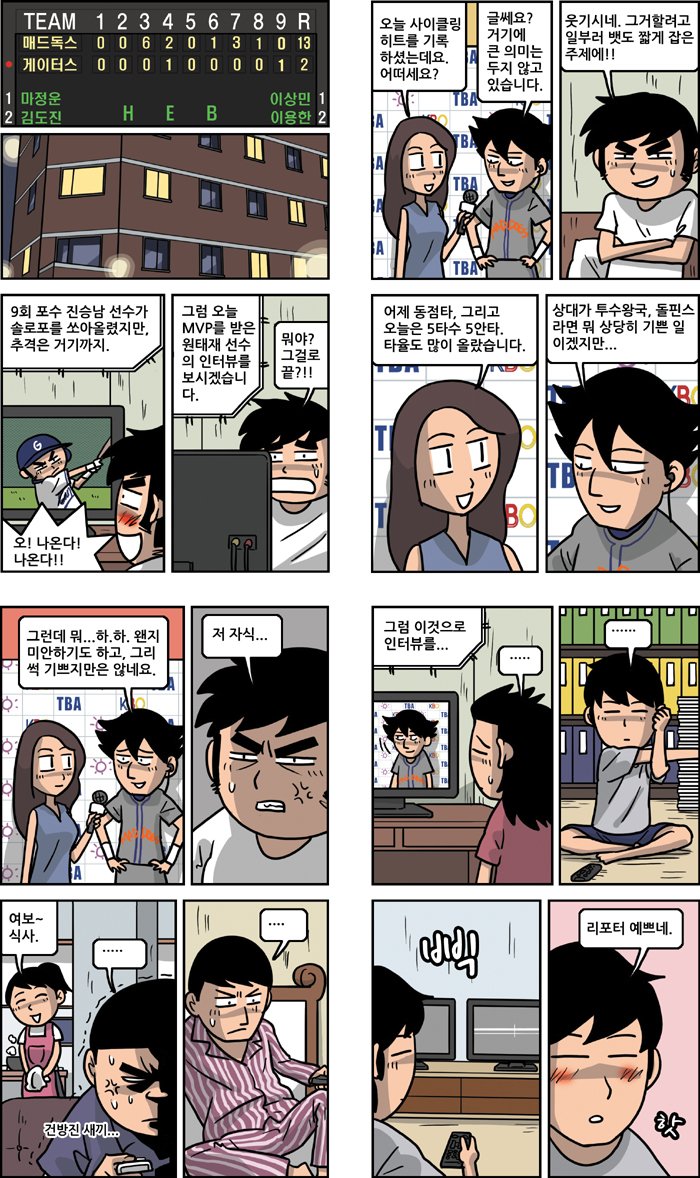 TEAM 1 2 3 4 5 6 7 8 9 R
매드독스 0 0 6 2 0 1 3 1 0 13
게이터스 0 0 0 1 0 0 0 0 1 2
1 마정운 이상민 1
2 김도진 H E B 이용한 2
9회 포수 진승남 선수가
솔로포를 쏘아올렸지만,
추격은 거기까지.
G
오! 나온다!
나온다!!
그럼 오늘
MVP를 받은
원태재 선수
의 인터뷰를
보시겠습니
다.
뭐야?
그걸로
끝?!!
오늘 사이클링
히트를 기록
하셨는데요.
어떠세요?
글쎄요?
거기에
큰 의미는
두지 않고
있습니다.
TBA
TBA
TBA
TBA
웃기시네. 그거할려고
일부러 뱃도 짧게 잡은
주제에!!
어제 동점타, 그리고
오늘은 5타수 5안타.
타율도 많이 올랐습니다.
TBA
KBO
KBO
상대가 투수왕국, 돌핀스
라면 뭐 상당히 기쁜 일
이겠지만...
TBA
KBO
그런데 뭐...하.하. 왠지
미안하기도 하고, 그리
썩 기쁘지만은 않네요.
TBA
KBO
TBA
저 자식...
여보~
식사.
.....
건방진 새끼...
....
그럼 이것으로
인터뷰를...
.....
TBA
KBO
......
삐빅
리포터 예쁘네.
핫